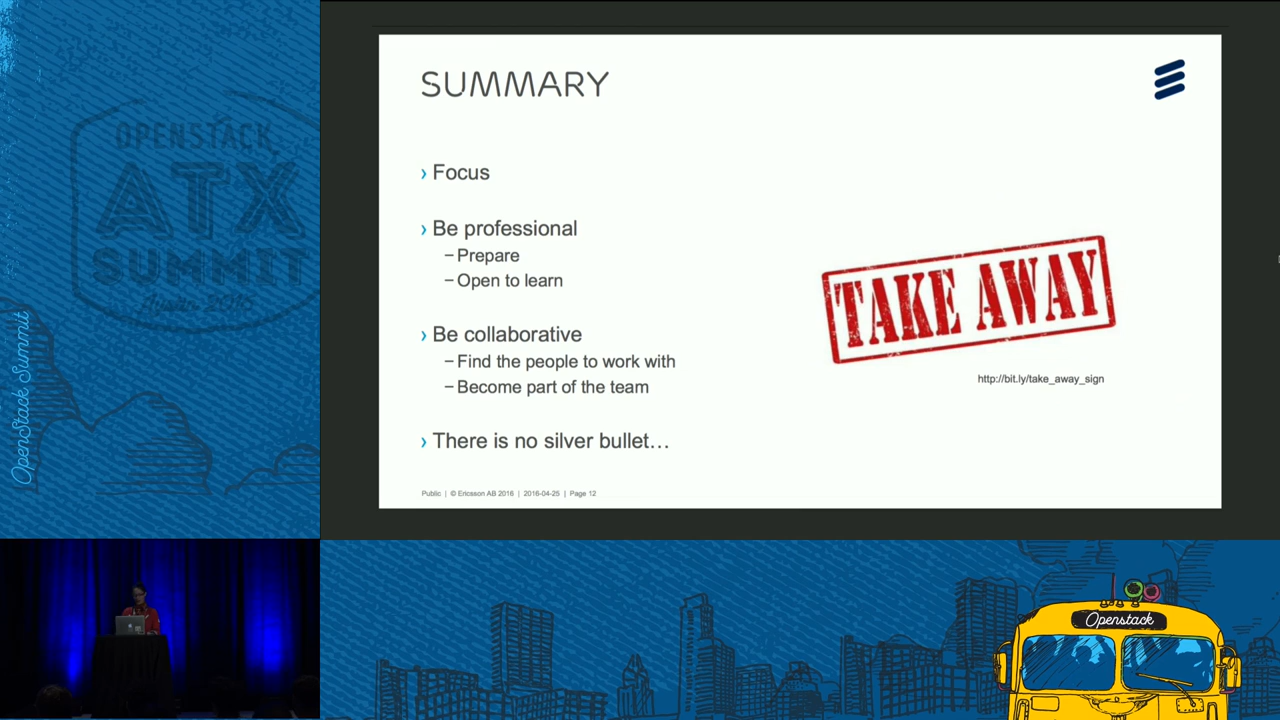 OPENSTACK
ATX
SUMMIT
Austin 2016
OpenStack Summit
SUMMARY
› Focus
› Be professional
– Prepare
– Open to learn
› Be collaborative
– Find the people to work with
– Become part of the team
› There is no silver bullet…
TAKE AWAY
http://bit.ly/take_away_sign
Public | © Ericsson AB 2016 | 2016-04-25 | Page 12
Openstack